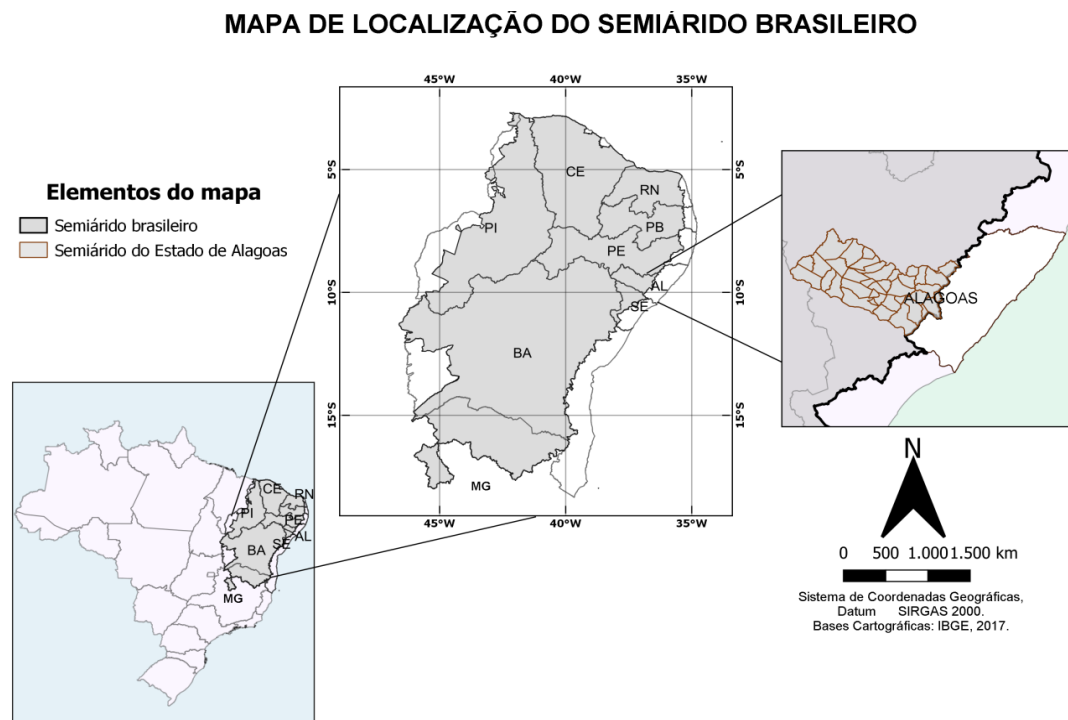 MAPA DE LOCALIZAÇÃO DO SEMIÁRIDO BRASILEIRO
45°W 40°W 35°W
Elementos do mapa
Semiárido brasileiro
Semiárido do Estado de Alagoas
5°S
10°S
15°S
CE
RN
PI
PB
PE
AL
SE
BA
MG
5°S
10°S
15°S
45°W 40°W 35°W
ALAGOAS
CE
RN
PI
PE
AL
SE
BA
MG
N
0 500 1.000 1.500 km
Sistema de Coordenadas Geográficas,
Datum SIRGAS 2000.
Bases Cartográficas: IBGE, 2017.